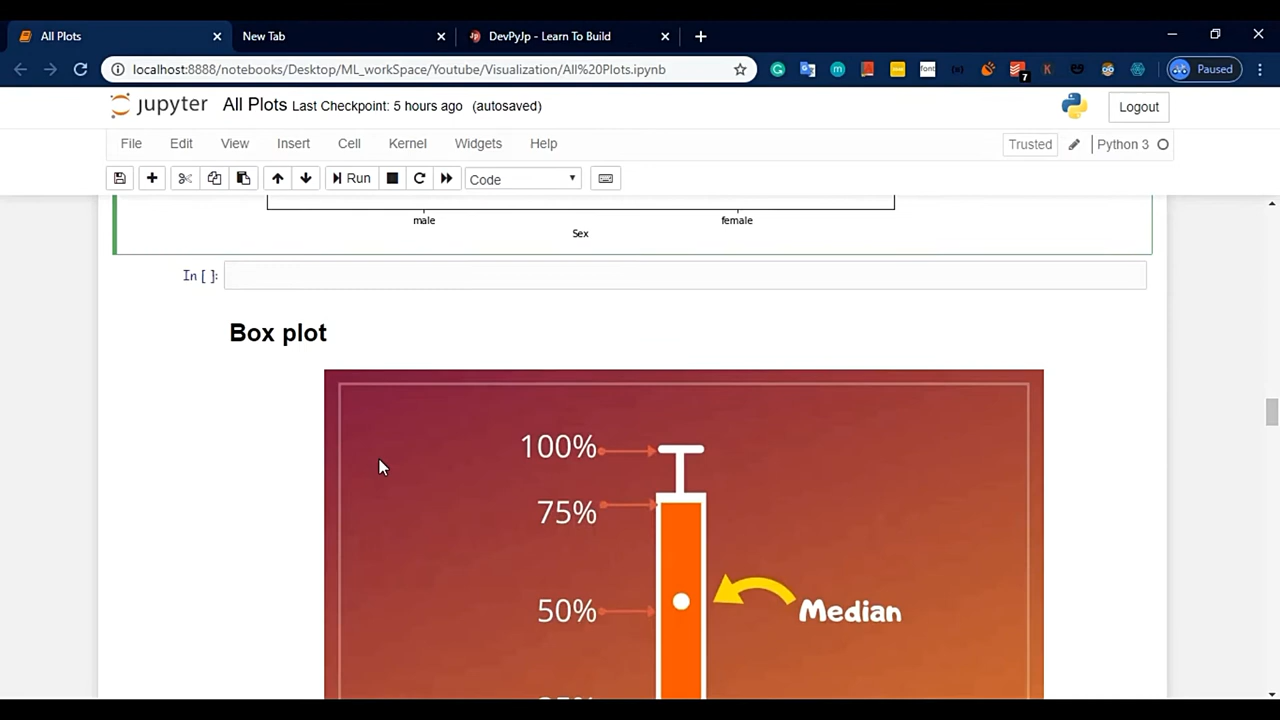 All Plots
New Tab
DevPyJp - Learn To Build
localhost:8888/notebooks/Desktop/ML_workSpace/Youtube/Visualization/All%20Plots.ipynb
7
Paused
jupyter All Plots Last Checkpoint: 5 hours ago (autosaved)
Logout
File Edit View Insert Cell Kernel Widgets Help
Trusted
Python 3
Run
Code
male female
Sex
In [ ]:
Box plot
100%
75%
50%
Median